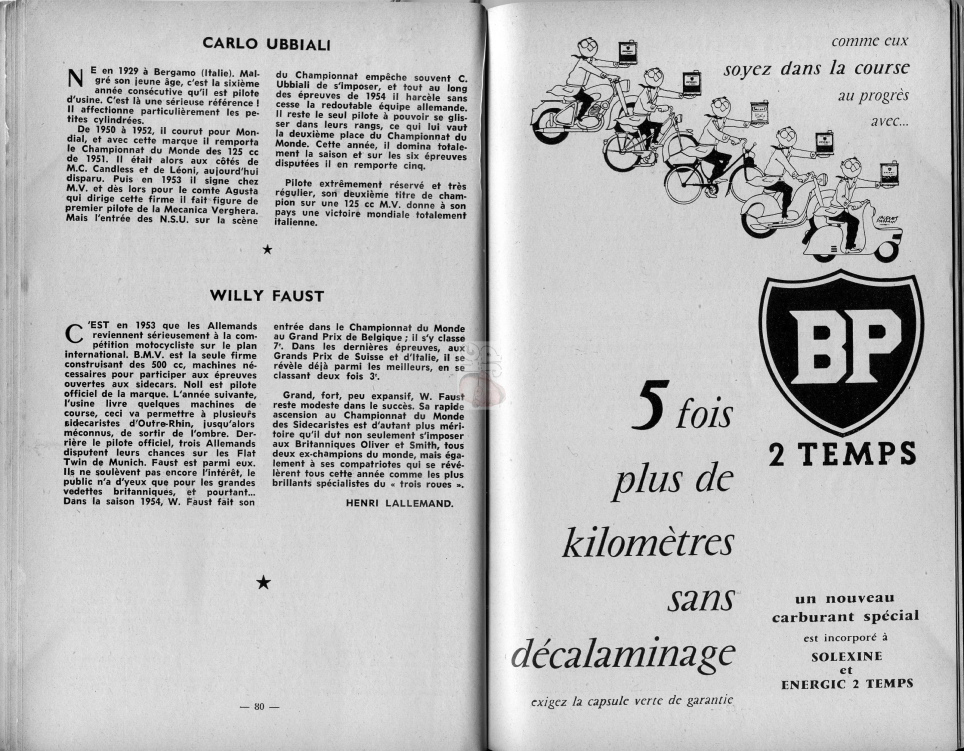 CARLO UBBIALI
NE en 1929 à Bergamo (Italie). Mal-
gré son jeune âge, c'est la sixième
année consécutive qu'il est pilote
d'usine. C'est là une sérieuse référence !
Il affectionne particulièrement les pe-
tites cylindrées.
De 1950 à 1952, il courut pour Mon-
dial, et avec cette marque il remporta
le Championnat du Monde des 125 cc
de 1951. Il était alors aux côtés de
M.C. Candless et de Léoni, aujourd'hui
disparu. Puis en 1953 il signe chez
M.V. et dès lors pour le comte Agusta
qui dirige cette firme il fait figure de
premier pilote de la Mecanica Verghera.
Mais l'entrée des N.S.U. sur la scène
du Championnat empêche souvent C.
Ubbiali de s'imposer, et tout au long
des épreuves de 1954 il harcèle sans
cesse la redoutable équipe allemande.
Il reste le seul pilote à pouvoir se glis-
ser dans leurs rangs, ce qui lui vaut
la deuxième place du Championnat du
Monde. Cette année, il domina totale-
ment la saison et sur les six épreuves
disputées il en remporte cinq.
Pilote extrêmement réservé et très
régulier, son deuxième titre de cham-
pion sur une 125 cc M.V. donne à son
pays une victoire mondiale totalement
italienne.
WILLY FAUST
C'EST en 1953 que les Allemands
reviennent sérieusement à la com-
pétition motocycliste sur le plan
international. B.M.V. est la seule firme
construisant des 500 cc, machines né-
cessaires pour participer aux épreuves
ouvertes aux sidecars. Noll est pilote
officiel de la marque. L'année suivante,
l'usine livre quelques machines de
course, ceci va permettre à plusieurs
sidecaristes d'Outre-Rhin, jusqu'alors
méconnus, de sortir de l'ombre. Der-
rière le pilote officiel, trois Allemands
disputent leurs chances sur les Flat
Twin de Munich. Faust est parmi eux.
Ils ne soulèvent pas encore l'intérêt, le
public n'a d'yeux que pour les grandes
vedettes britanniques, et pourtant...
Dans la saison 1954, W. Faust fait son
entrée dans le Championnat du Monde
au Grand Prix de Belgique ; il s'y classe
7e. Dans les dernières épreuves, aux
Grands Prix de Suisse et d'Italie, il se
révèle déjà parmi les meilleurs, en se
classant deux fois 3e.
Grand, fort, peu expansif, W. Faust
reste modeste dans le succès. Sa rapide
ascension au Championnat du Monde
des Sidecaristes est d'autant plus méri-
toire qu'il dut non seulement s'imposer
aux Britanniques Oliver et Smith, tous
deux ex-champions du monde, mais éga-
lement à ses compatriotes qui se révé-
lèrent tous cette année comme les plus
brillants spécialistes du « trois roues ».
HENRI LALLEMAND.
— 80 —
comme eux
soyez dans la course
au progrès
avec...
BP
2 TEMPS
5 fois
plus de
kilomètres
sans
décalaminage
exigez la capsule verte de garantie
un nouveau
carburant spécial
est incorporé à
SOLEXINE
et
ENERGIC 2 TEMPS